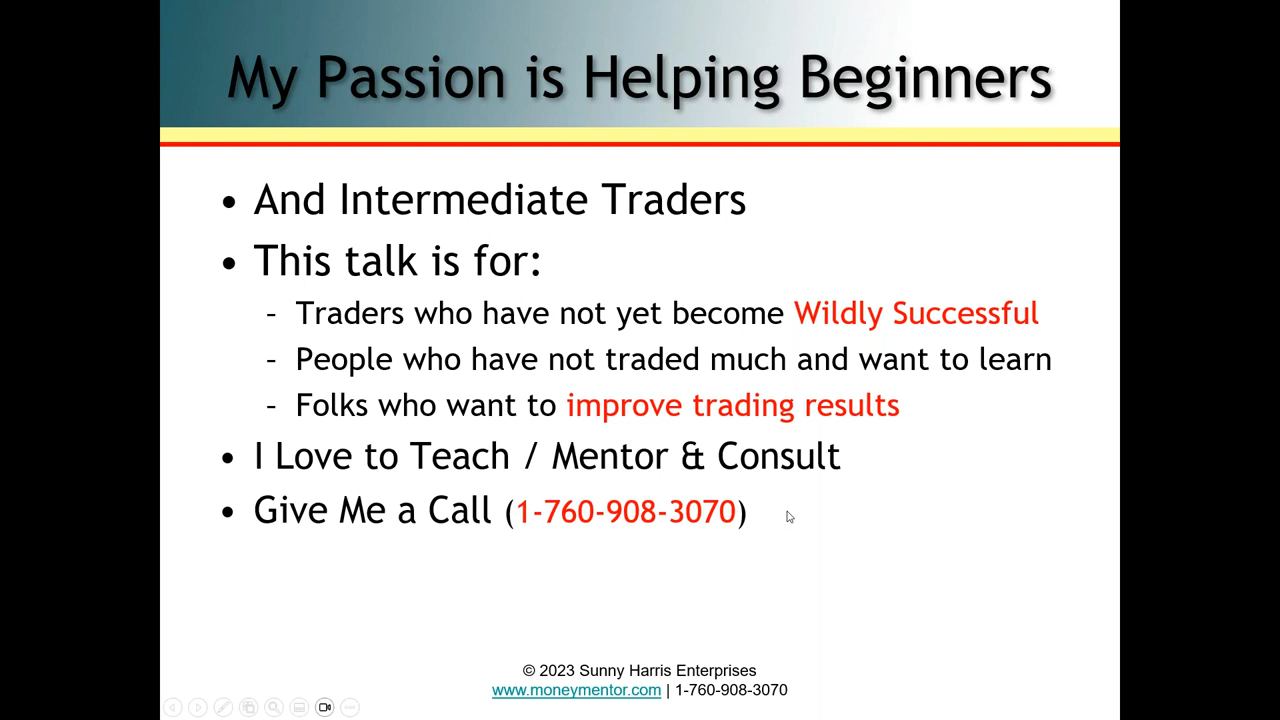 My Passion is Helping Beginners
• And Intermediate Traders
• This talk is for:
– Traders who have not yet become Wildly Successful
– People who have not traded much and want to learn
– Folks who want to improve trading results
• I Love to Teach / Mentor & Consult
• Give Me a Call (1-760-908-3070)
© 2023 Sunny Harris Enterprises
www.moneymentor.com | 1-760-908-3070